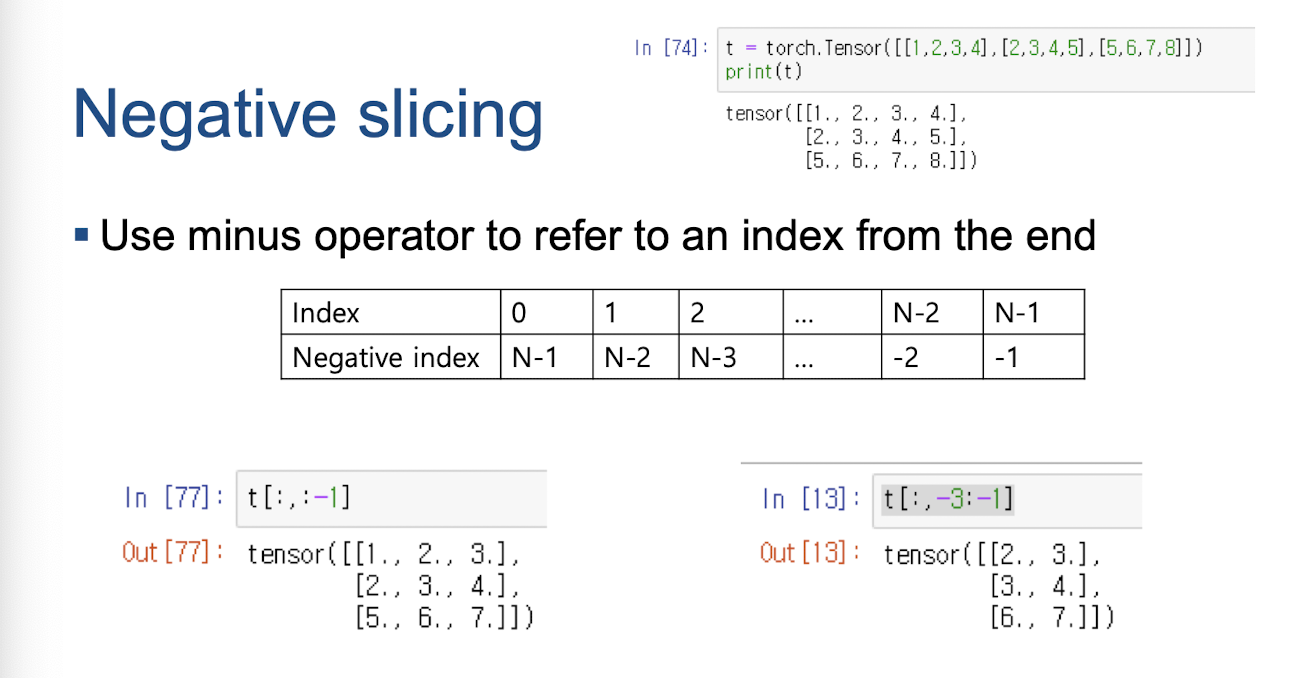 In [74]: t = torch.Tensor([[1,2,3,4],[2,3,4,5],[5,6,7,8]])
print(t)
tensor([[1., 2., 3., 4.],
[2., 3., 4., 5.],
[5., 6., 7., 8.]])
Negative slicing
▪ Use minus operator to refer to an index from the end
Index 0 1 2 ... N-2 N-1
Negative index N-1 N-2 N-3 ... -2 -1
In [77]: t[:,:-1]
Out[77]: tensor([[1., 2., 3.],
[2., 3., 4.],
[5., 6., 7.]])
In [13]: t[:,-3:-1]
Out[13]: tensor([[2., 3.],
[3., 4.],
[6., 7.]])